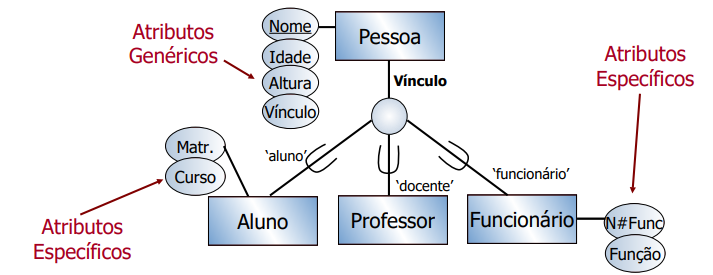 Nome
Atributos
Genéricos
Pessoa
Idade
Altura
Vínculo
Vínculo
Atributos
Específicos
Matr.
Curso
'aluno'
'docente'
'funcionário'
Atributos
Específicos
Aluno
Professor
Funcionário
N#Func
Função